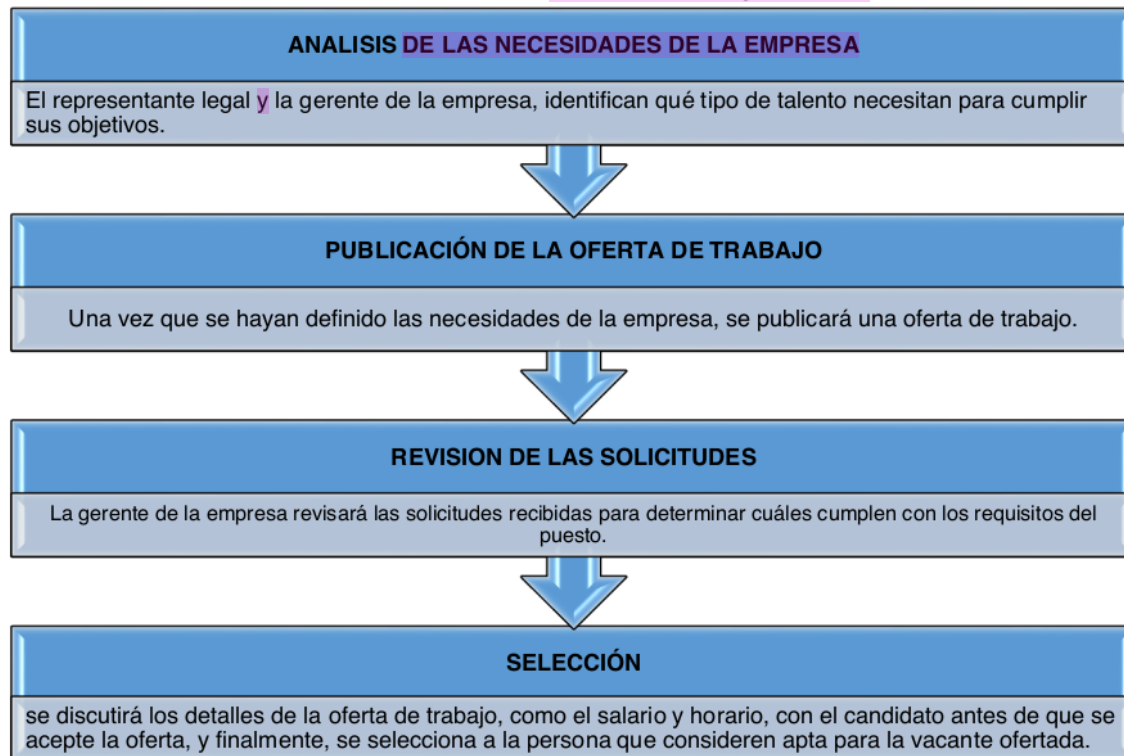 ANALISIS DE LAS NECESIDADES DE LA EMPRESA
El representante legal y la gerente de la empresa, identifican qué tipo de talento necesitan para cumplir
sus objetivos.
PUBLICACIÓN DE LA OFERTA DE TRABAJO
Una vez que se hayan definido las necesidades de la empresa, se publicará una oferta de trabajo.
REVISION DE LAS SOLICITUDES
La gerente de la empresa revisará las solicitudes recibidas para determinar cuáles cumplen con los requisitos del
puesto.
SELECCIÓN
se discutirá los detalles de la oferta de trabajo, como el salario y horario, con el candidato antes de que se
acepte la oferta, y finalmente, se selecciona a la persona que consideren apta para la vacante ofertada.